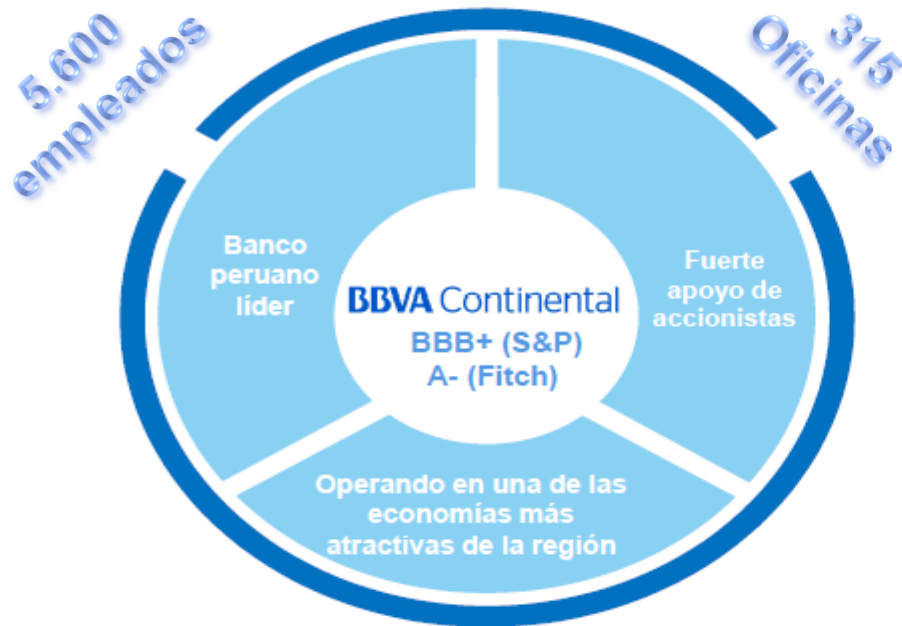 5.600
empleados
315
Oficinas
Banco
peruano
líder
BBVA Continental
BBB+ (S&P)
A- (Fitch)
Fuerte
apoyo de
accionistas
Operando en una de las
economías más
atractivas de la región